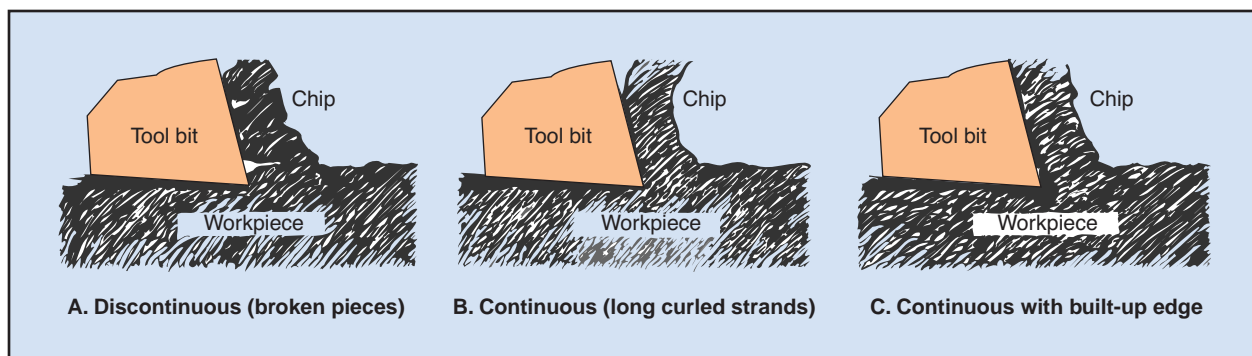 Chip
Tool bit
Workpiece
A. Discontinuous (broken pieces)
Chip
Tool bit
Workpiece
B. Continuous (long curled strands)
Chip
Tool bit
Workpiece
C. Continuous with built-up edge